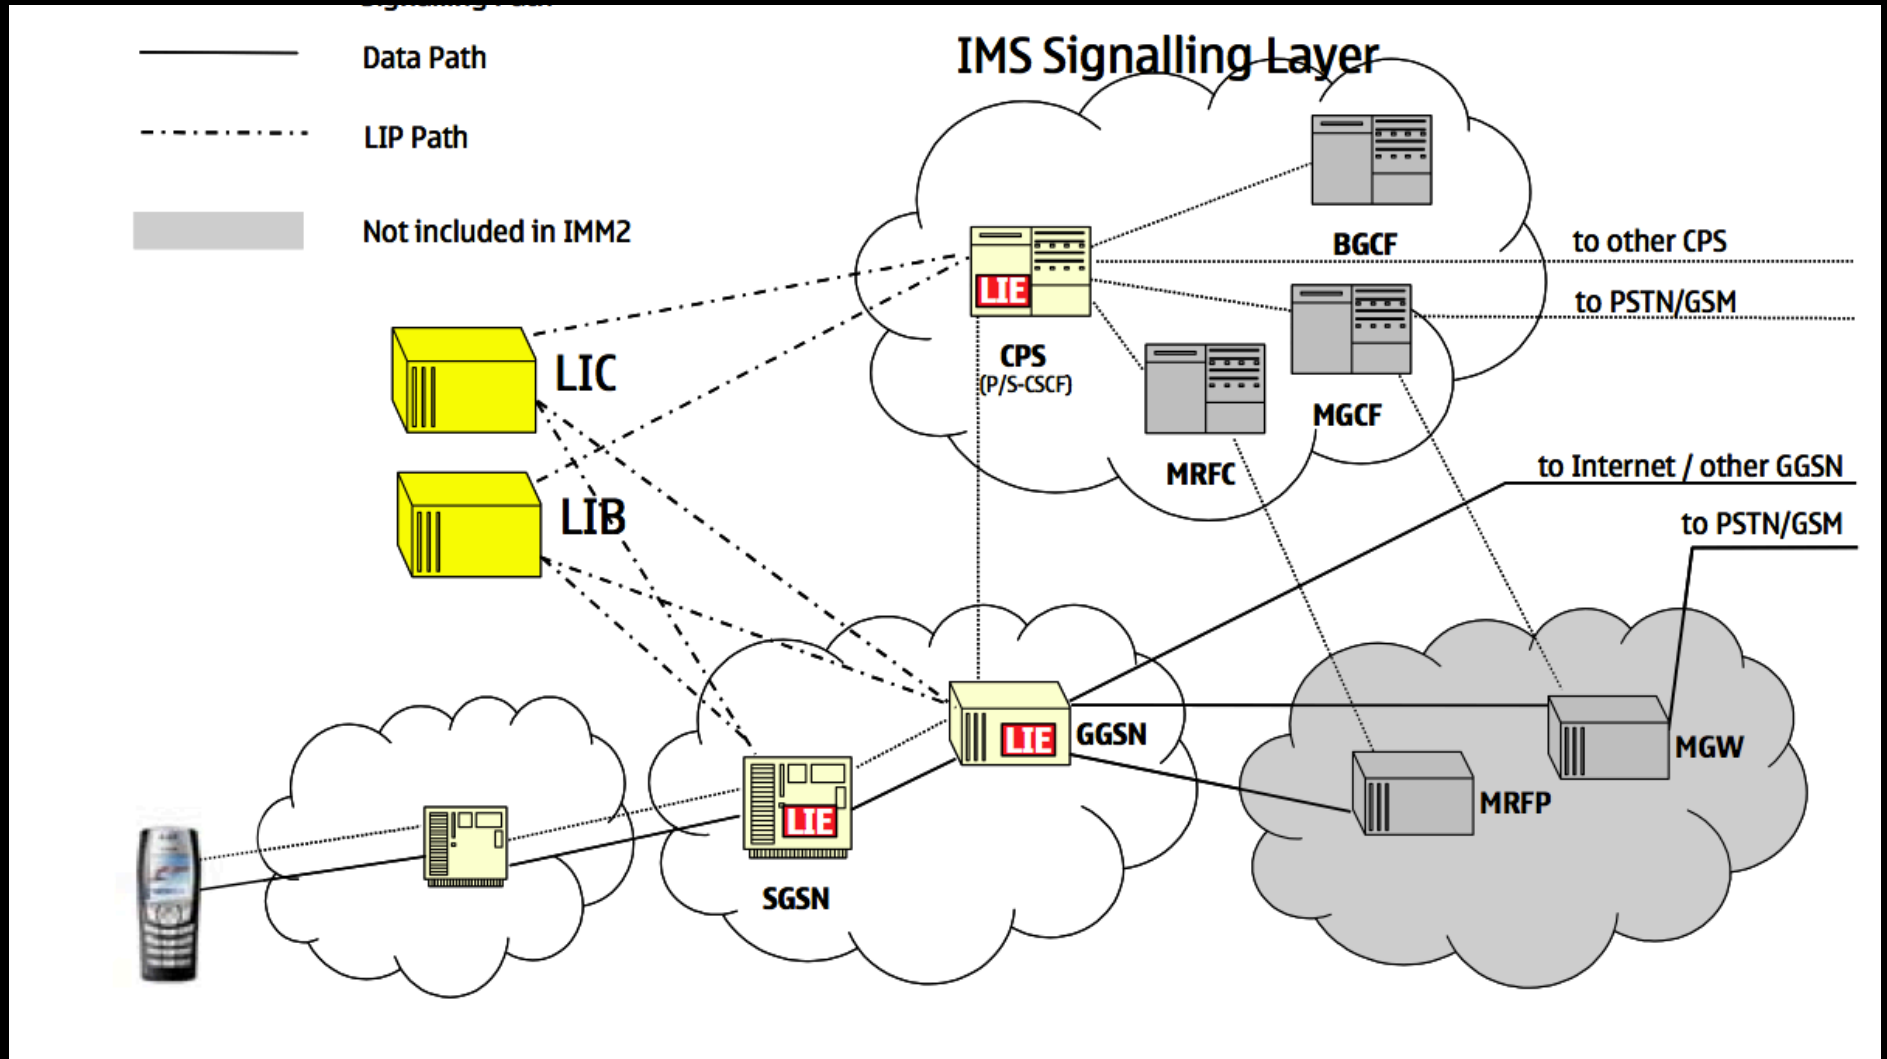 Signalling Path
Data Path
IMS Signalling Layer
LIP Path
Not included in IMM2
BGCF
to other CPS
LIE
to PSTN/GSM
CPS
(P/S-CSCF)
LIC
MGCF
MRFC
to Internet / other GGSN
LIB
to PSTN/GSM
LIE
GGSN
MGW
MRFP
LIE
SGSN